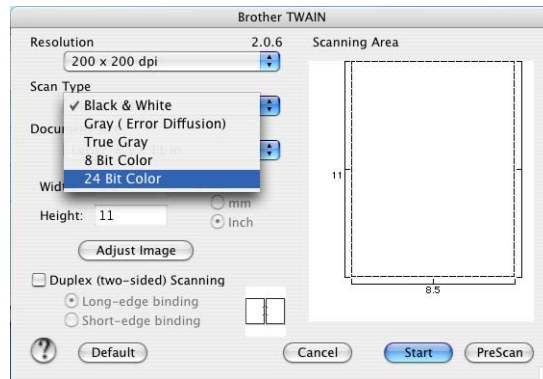 Brother TWAIN
Resolution 2.0.6 Scanning Area
200 x 200 dpi
Scan Type
Black & White
Gray ( Error Diffusion)
True Gray
8 Bit Color
24 Bit Color
mm
Height: 11 Inch
11
Adjust Image
8.5
Duplex (two-sided) Scanning
Long-edge binding
Short-edge binding
? Default Cancel Start PreScan